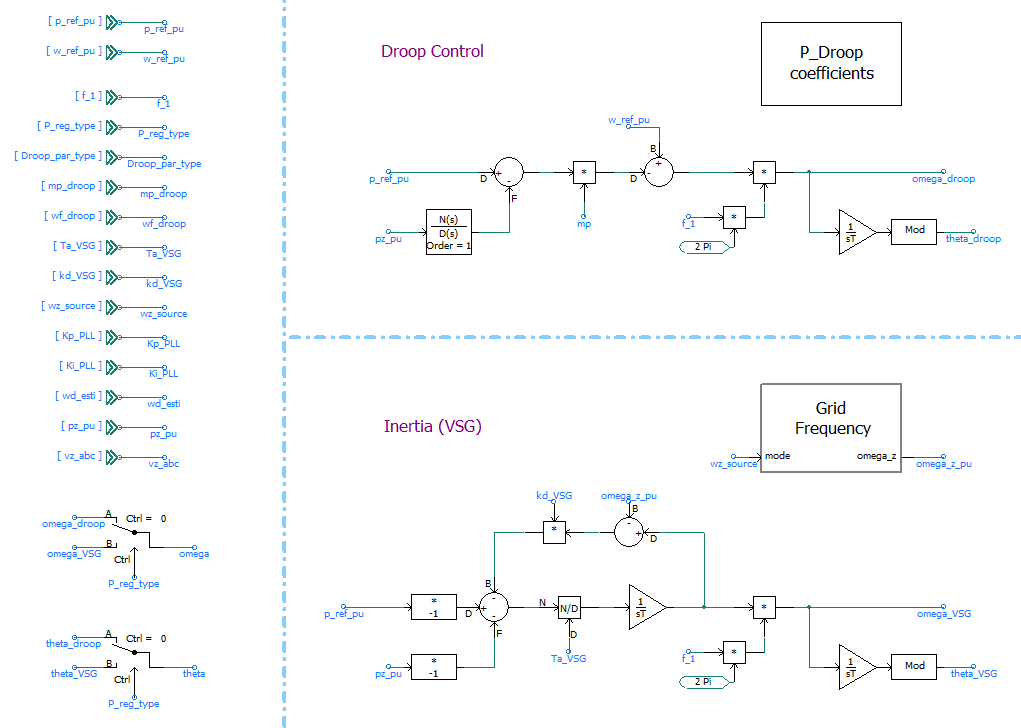 [ p_ref_pu ]
p_ref_pu
[ w_ref_pu ]
w_ref_pu
[ f_1 ]
f_1
[ P_reg_type ]
P_reg_type
[ Droop_par_type ]
Droop_par_type
[ mp_droop ]
mp_droop
[ wf_droop ]
wf_droop
[ Ta_VSG ]
Ta_VSG
[ kd_VSG ]
kd_VSG
[ wz_source ]
wz_source
[ Kp_PLL ]
Kp_PLL
[ Ki_PLL ]
Ki_PLL
[ wd_esti ]
wd_esti
[ pz_pu ]
pz_pu
[ vz_abc ]
vz_abc
omega_droop
A
Ctrl = 0
omega_VSG
B
Ctrl
omega
P_reg_type
theta_droop
A
Ctrl = 0
theta_VSG
B
Ctrl
theta
P_reg_type
Droop Control
P_Droop
coefficients
w_ref_pu
B
+
p_ref_pu
D
+
-
F
*
mp
D
-
*
omega_droop
pz_pu
N(s)
D(s)
Order = 1
f_1
*
2 Pi
1
sT
Mod
theta_droop
Inertia (VSG)
Grid
Frequency
wz_source
mode
omega_z
omega_z_pu
kd_VSG
omega_z_pu
B
*
-
+
D
B
-
p_ref_pu
*
-1
D
+
-
F
N
N/D
D
Ta_VSG
1
sT
*
omega_VSG
pz_pu
*
-1
f_1
*
2 Pi
1
sT
Mod
theta_VSG